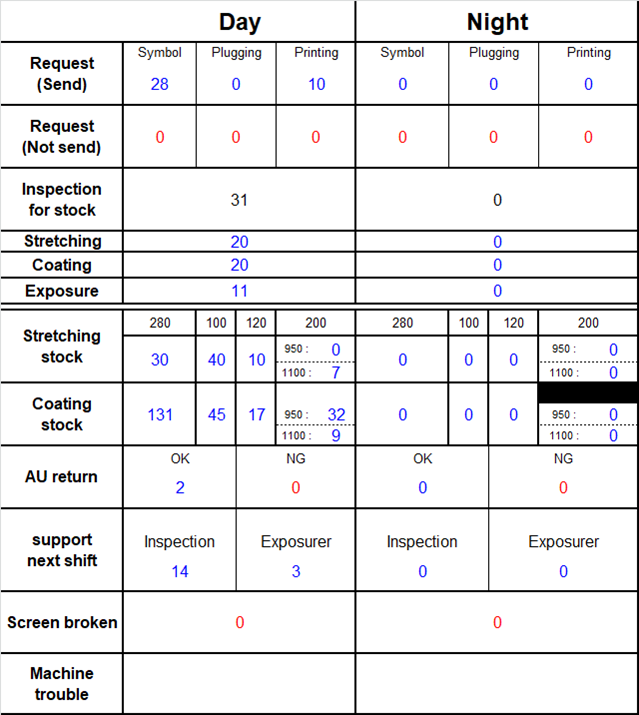 Day Night
Request (Send) Symbol Plugging Printing Symbol Plugging Printing
28 0 10 0 0 0
Request (Not send) 0 0 0 0 0 0
Inspection for stock 31 0
Stretching 20 0
Coating 20 0
Exposure 11 0
Stretching stock 280 100 120 200 280 100 120 200
30 40 10 950 : 0 0 0 0 950 : 0
1100 : 7 1100 : 0
Coating stock 131 45 17 950 : 32 0 0 0 950 : 0
1100 : 9 1100 : 0
AU return OK NG OK NG
2 0 0 0
support next shift Inspection Exposurer Inspection Exposurer
14 3 0 0
Screen broken 0 0
Machine trouble